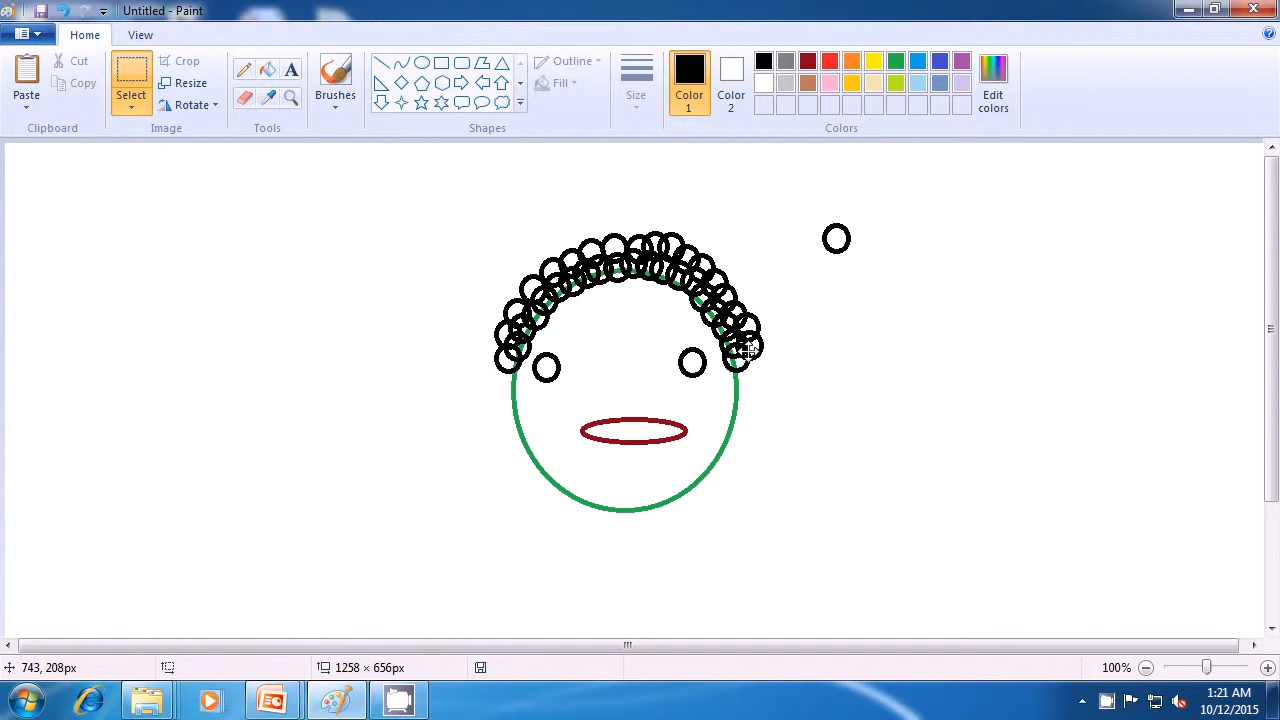 Untitled - Paint
Home View
Paste
Cut
Copy
Clipboard
Select
Crop
Resize
Rotate
Image
A
Tools
Brushes
Outline
Fill
Shapes
Size
Color 1
Color 2
Edit colors
Colors
743, 208px
1258 × 656px
100%
1:21 AM
10/12/2015